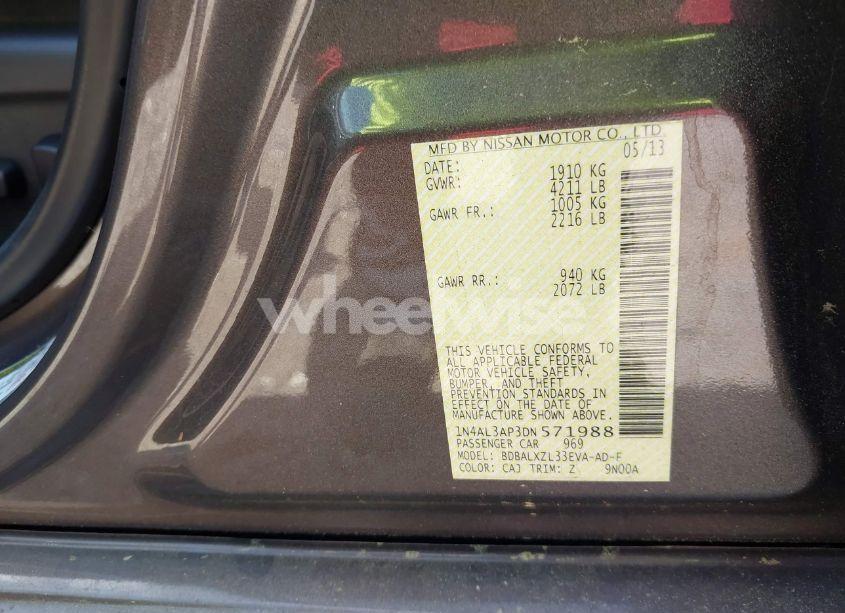 MFD BY NISSAN MOTOR CO., LTD.
DATE: 05/13
GVWR: 1910 KG
4211 LB
GAWR FR.: 1005 KG
2216 LB
GAWR RR.: 940 KG
2072 LB
wheelwise
THIS VEHICLE CONFORMS TO
ALL APPLICABLE FEDERAL
MOTOR VEHICLE SAFETY,
BUMPER, AND THEFT
PREVENTION STANDARDS IN
EFFECT ON THE DATE OF
MANUFACTURE SHOWN ABOVE.
1N4AL3AP3DN571988
PASSENGER CAR 969
MODEL: BDBALXZL33EVA-AD-F
COLOR: CAJ TRIM: Z 9N00A